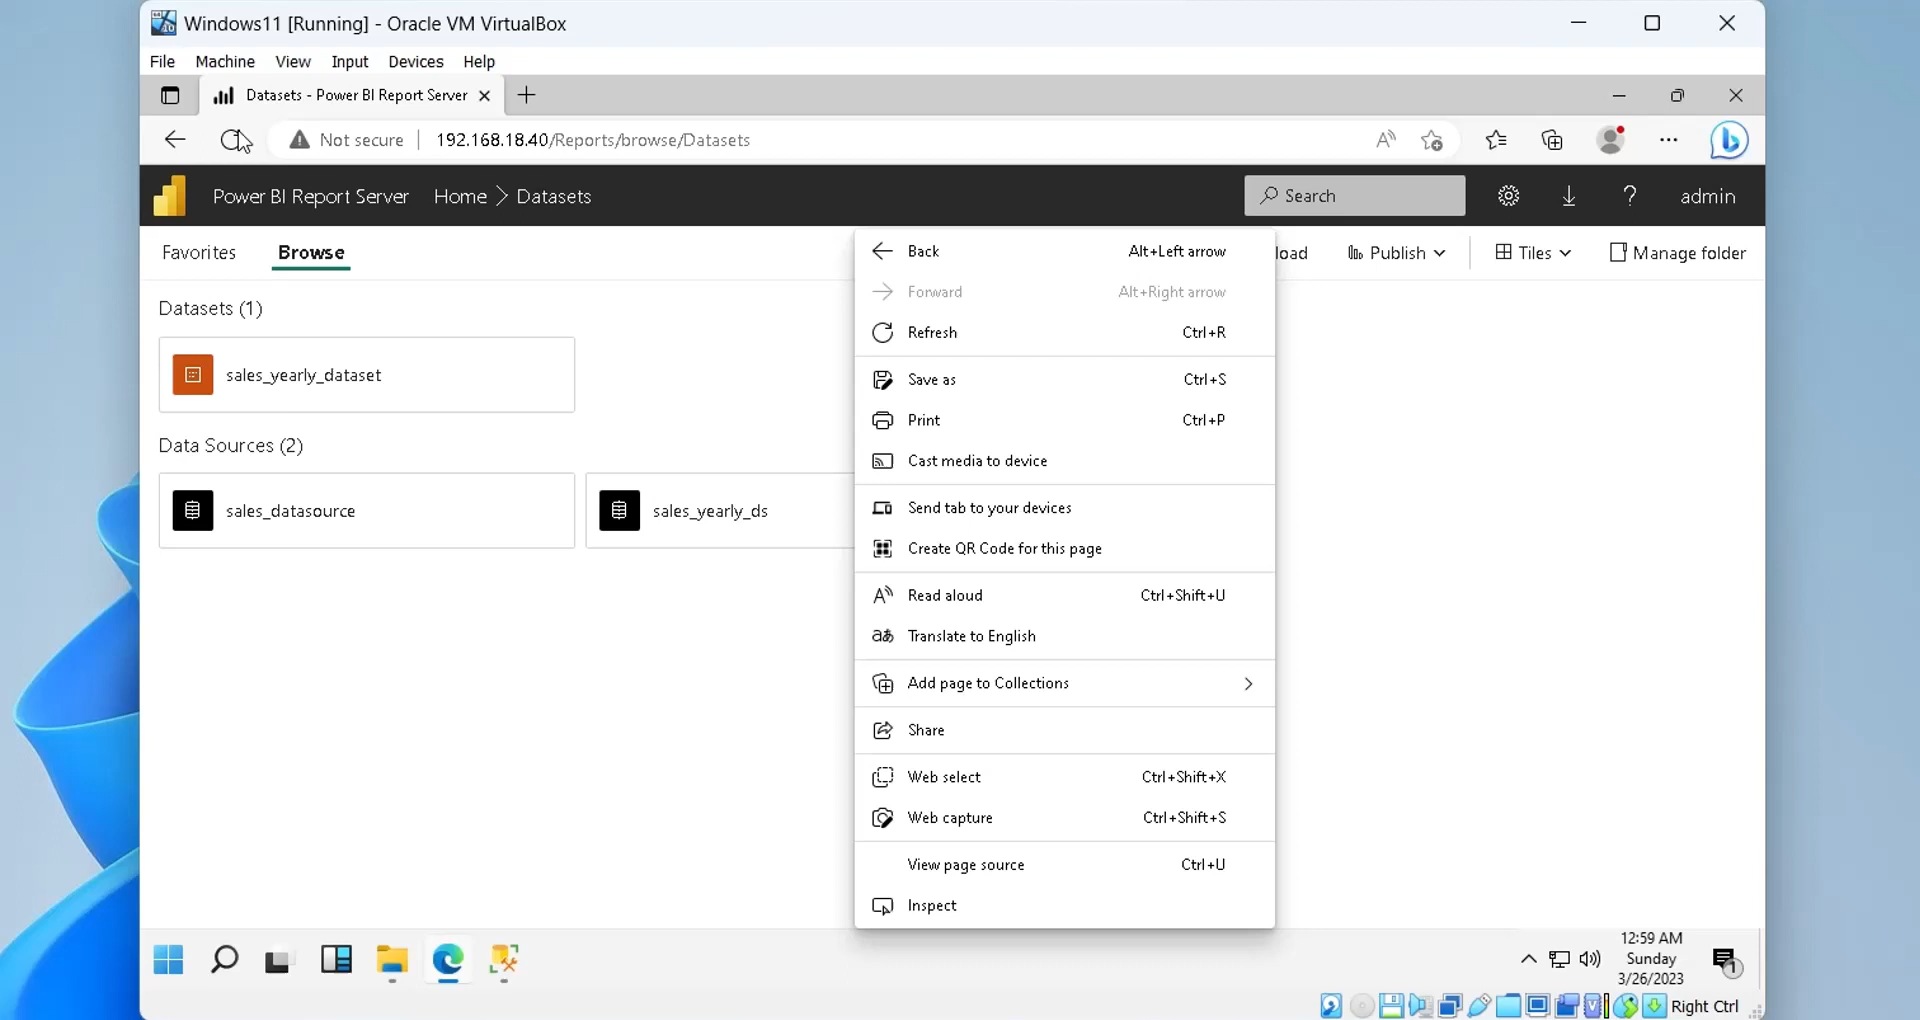 Windows11 [Running] - Oracle VM VirtualBox
File Machine View Input Devices Help
Datasets - Power BI Report Server
Not secure 192.168.18.40/Reports/browse/Datasets
Power BI Report Server Home Datasets Search ? admin
Favorites Browse load Publish Tiles Manage folder
Back Alt+Left arrow
Forward Alt+Right arrow
Refresh Ctrl+R
Save as Ctrl+S
Print Ctrl+P
Cast media to device
Send tab to your devices
Create QR Code for this page
Read aloud Ctrl+Shift+U
Translate to English
Add page to Collections
Share
Web select Ctrl+Shift+X
Web capture Ctrl+Shift+S
View page source Ctrl+U
Inspect
Datasets (1)
sales_yearly_dataset
Data Sources (2)
sales_datasource sales_yearly_ds
12:59 AM
Sunday
3/26/2023
1
Right Ctrl